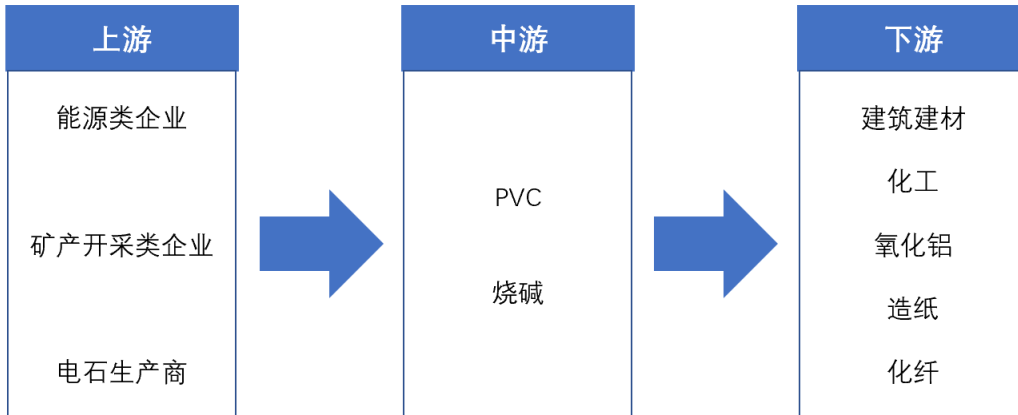 上游
能源类企业
矿产开采类企业
电石生产商
中游
PVC
烧碱
下游
建筑建材
化工
氧化铝
造纸
化纤